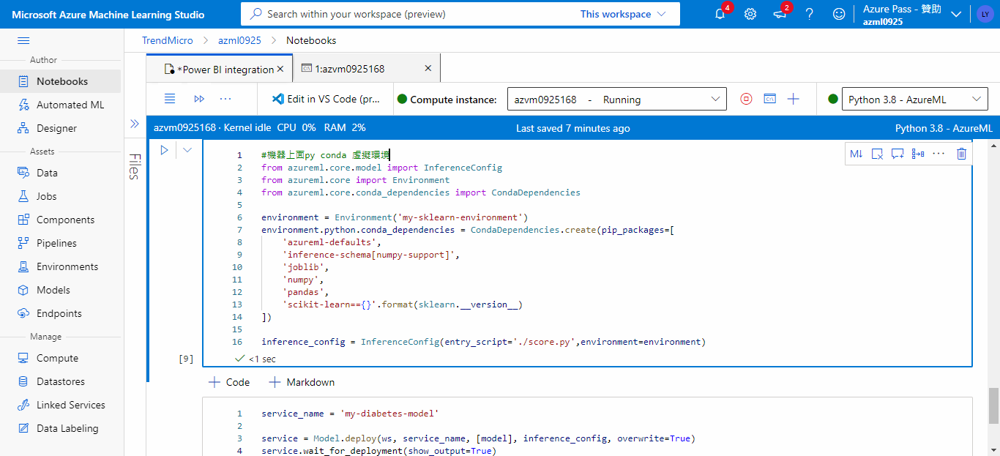 Microsoft Azure Machine Learning Studio
Search within your workspace (preview)
This workspace
4
2
Azure Pass - 贊助
azml0925
LY
TrendMicro > azml0925 > Notebooks
Author
Notebooks
Automated ML
Designer
Assets
Data
Jobs
Components
Pipelines
Environments
Models
Endpoints
Manage
Compute
Datastores
Linked Services
Data Labeling
Files
*Power BI integration
1:azvm0925168
Edit in VS Code (pr...
Compute instance:
azvm0925168 - Running
Python 3.8 - AzureML
azvm0925168 · Kernel idle CPU 0% RAM 2%
Last saved 7 minutes ago
Python 3.8 - AzureML
M↓
1 #機器上面py conda 虛擬環境
2 from azureml.core.model import InferenceConfig
3 from azureml.core import Environment
4 from azureml.core.conda_dependencies import CondaDependencies
5
6 environment = Environment('my-sklearn-environment')
7 environment.python.conda_dependencies = CondaDependencies.create(pip_packages=[
8 'azureml-defaults',
9 'inference-schema[numpy-support]',
10 'joblib',
11 'numpy',
12 'pandas',
13 'scikit-learn=={}'.format(sklearn.__version__)
14 ])
15
16 inference_config = InferenceConfig(entry_script='./score.py',environment=environment)
[9]
<1 sec
+ Code + Markdown
1 service_name = 'my-diabetes-model'
2
3 service = Model.deploy(ws, service_name, [model], inference_config, overwrite=True)
4 service.wait_for_deployment(show_output=True)